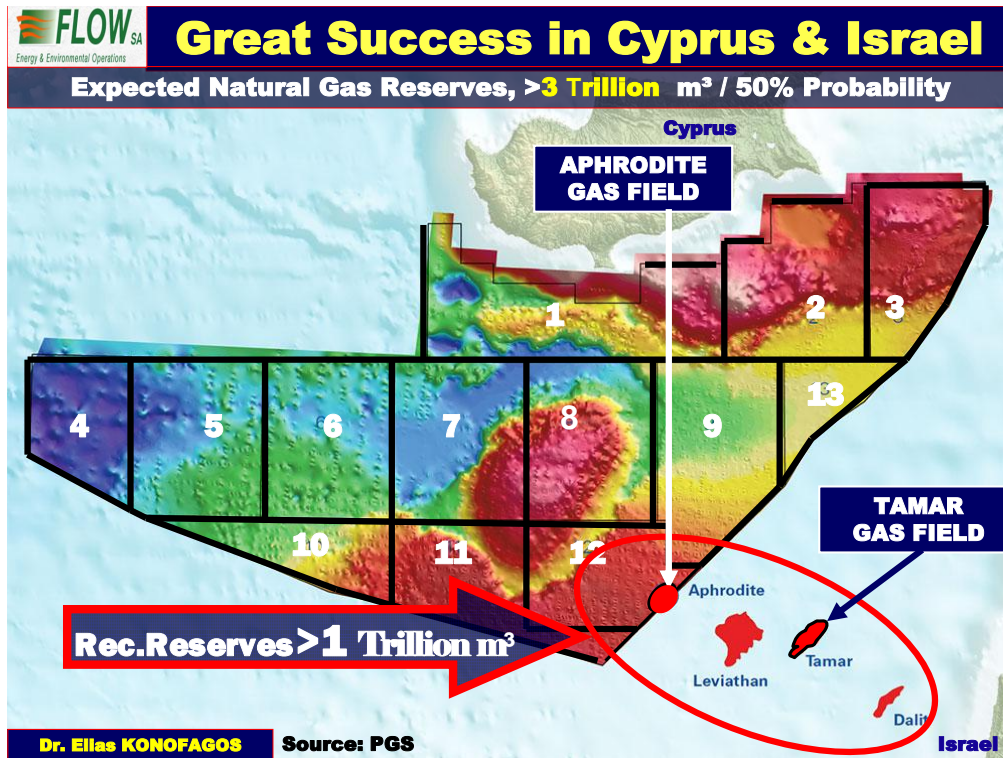 FLOW SA
Energy & Environmental Operations
Great Success in Cyprus & Israel
Expected Natural Gas Reserves, >3 Trillion m³ / 50% Probability
Cyprus
APHRODITE
GAS FIELD
1
2
3
4
5
6
7
8
9
13
10
11
12
TAMAR
GAS FIELD
Aphrodite
Rec.Reserves>1 Trillion m³
Leviathan
Tamar
Dalit
Dr. Elias KONOFAGOS
Source: PGS
Israel